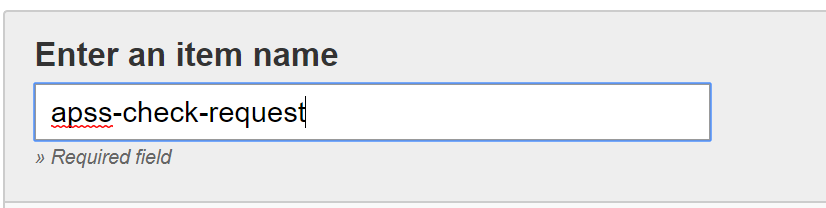 Enter an item name
apss-check-request
» Required field